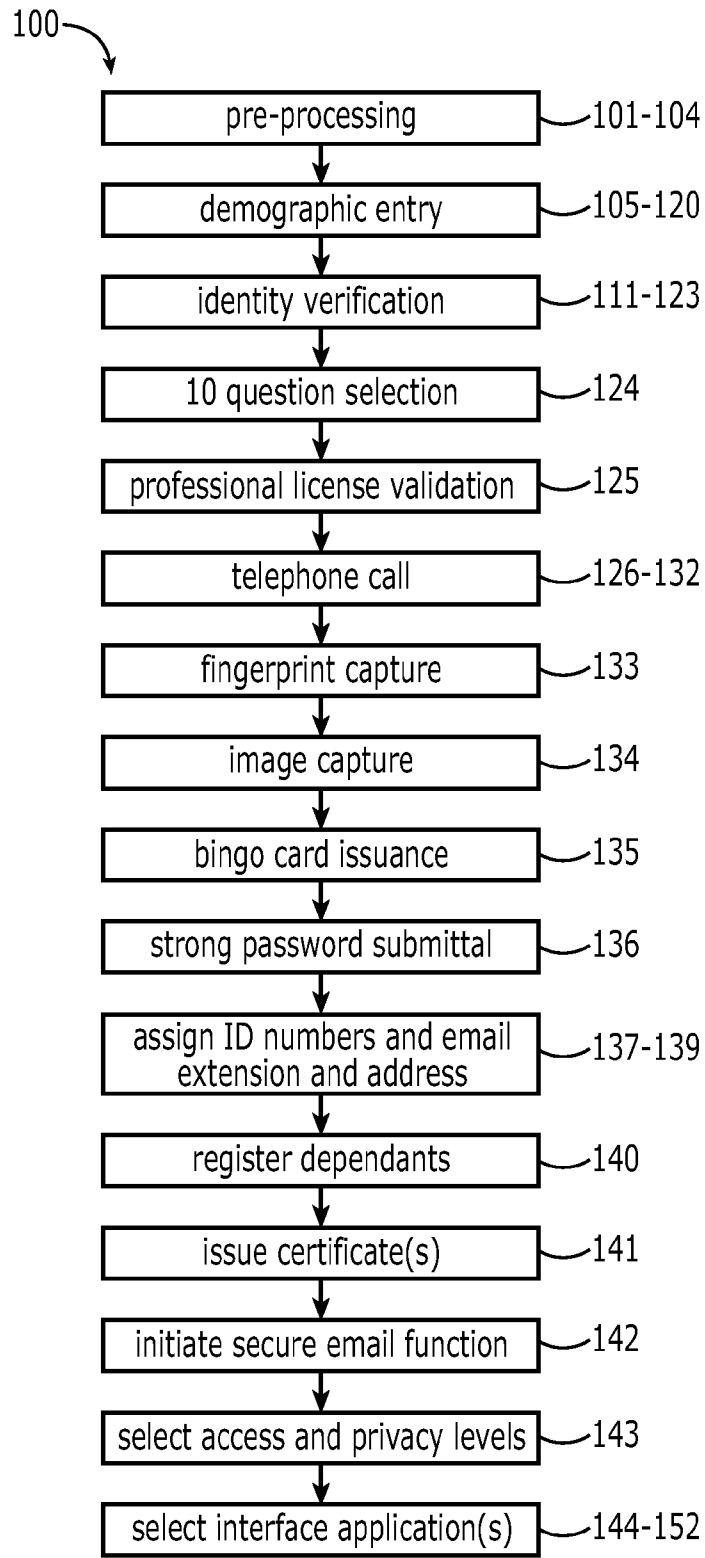 100
pre-processing 101-104
demographic entry 105-120
identity verification 111-123
10 question selection 124
professional license validation 125
telephone call 126-132
fingerprint capture 133
image capture 134
bingo card issuance 135
strong password submittal 136
assign ID numbers and email
extension and address 137-139
register dependants 140
issue certificate(s) 141
initiate secure email function 142
select access and privacy levels 143
select interface application(s) 144-152